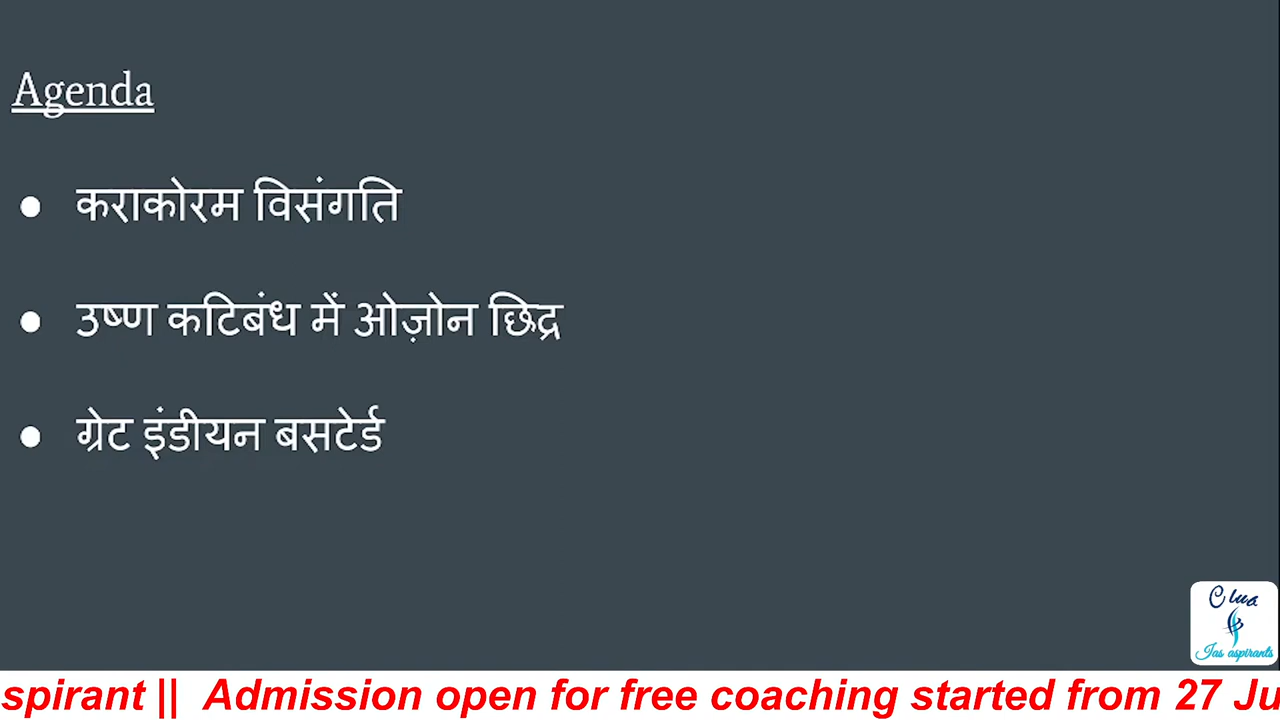 Agenda
● कराकोरम विसंगति
● उष्ण कटिबंध में ओज़ोन छिद्र
● ग्रेट इंडीयन बसटेर्ड
Ias aspirants
spirant || Admission open for free coaching started from 27 Ju